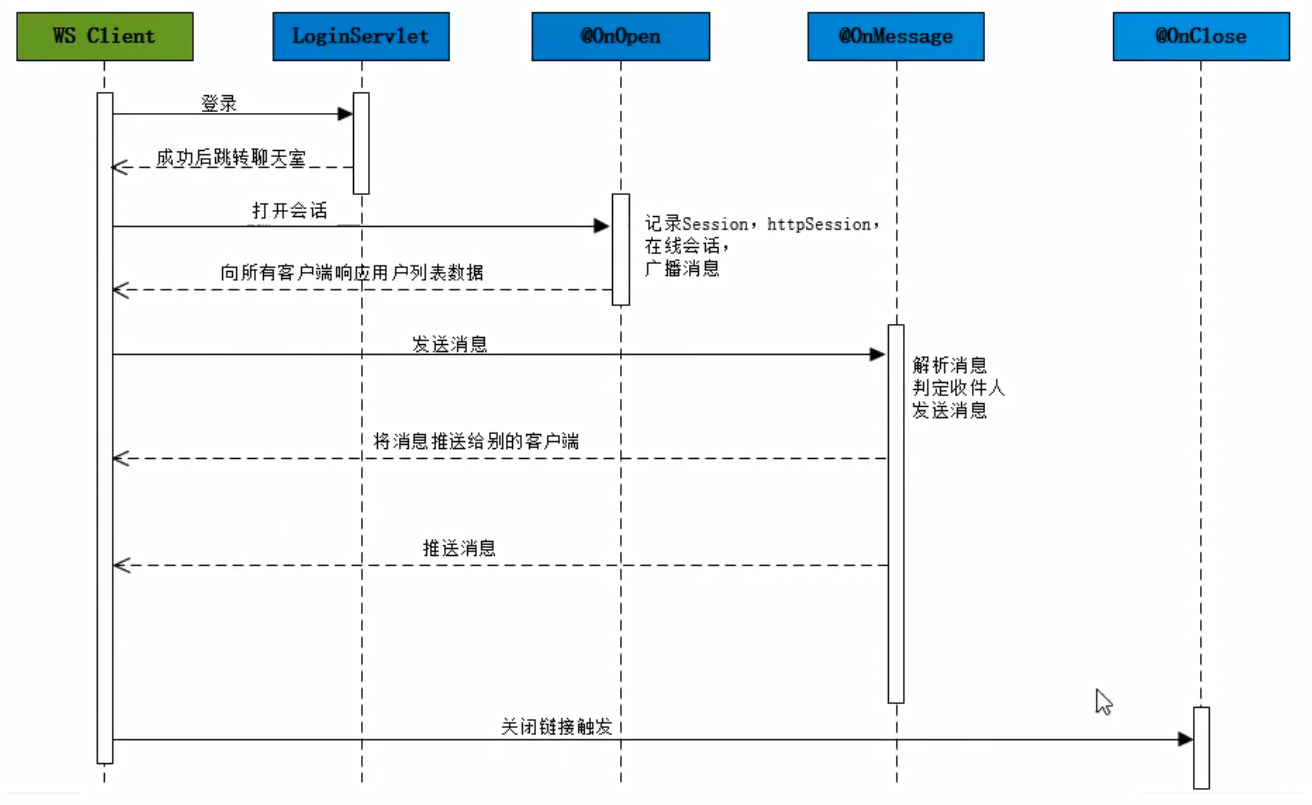 WS Client
LoginServlet
@OnOpen
@OnMessage
@OnClose
登录
成功后跳转聊天室
打开会话
记录Session，httpSession，
在线会话，
广播消息
向所有客户端响应用户列表数据
发送消息
解析消息
判定收件人
发送消息
将消息推送给别的客户端
推送消息
关闭链接触发